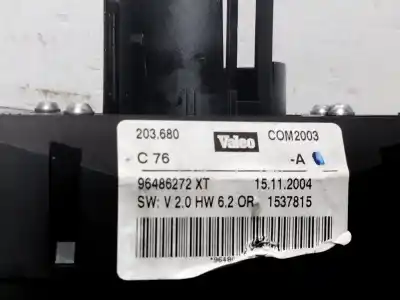 203.680 Valeo COM2003
C 76 -A
96486272 XT 15.11.2004
SW: V 2.0 HW 6.2 OR 1537815